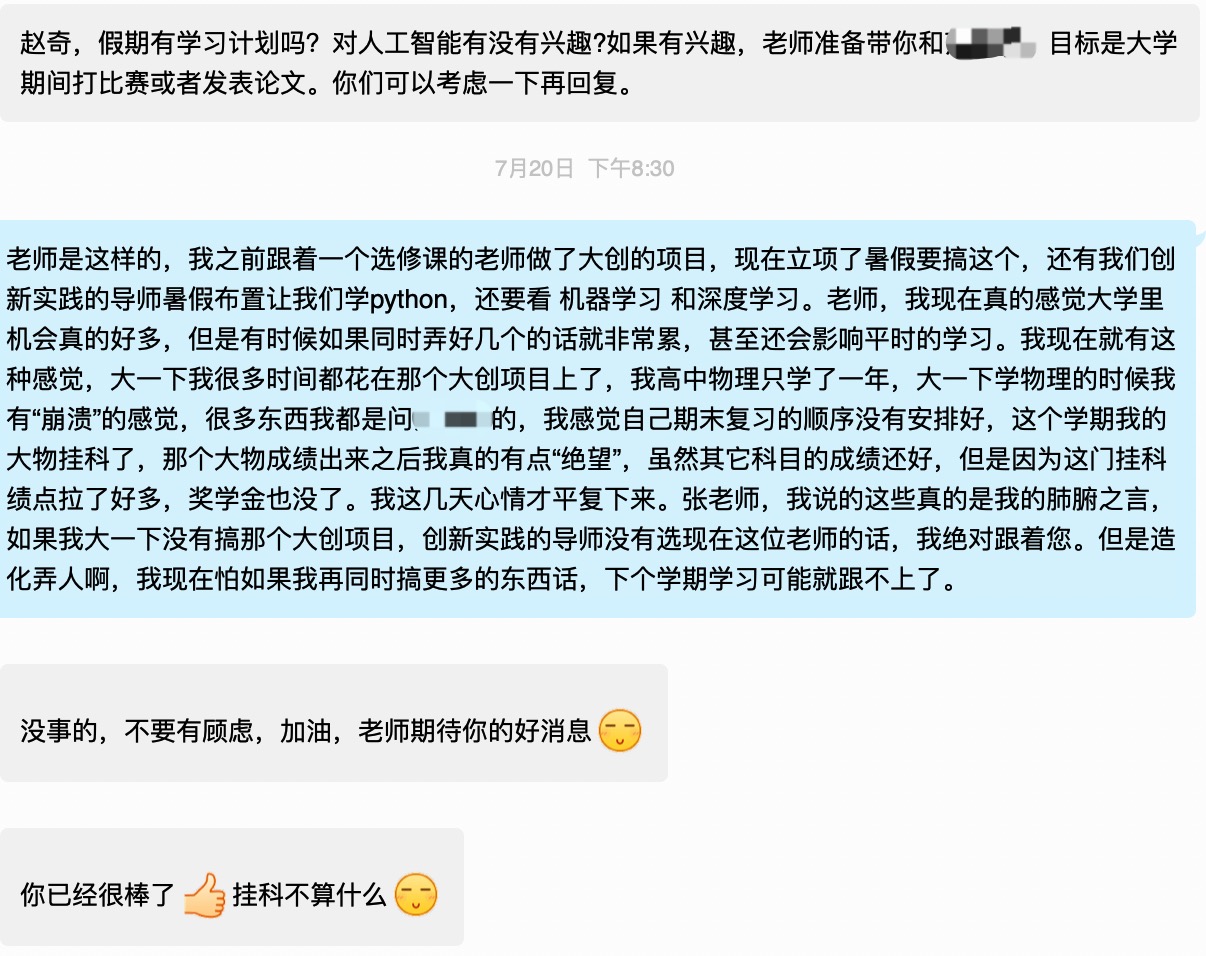 赵奇，假期有学习计划吗？对人工智能有没有兴趣?如果有兴趣，老师准备带你和 目标是大学
期间打比赛或者发表论文。你们可以考虑一下再回复。
7月20日 下午8:30
老师是这样的，我之前跟着一个选修课的老师做了大创的项目，现在立项了暑假要搞这个，还有我们创
新实践的导师暑假布置让我们学python，还要看 机器学习 和深度学习。老师，我现在真的感觉大学里
机会真的好多，但是有时候如果同时弄好几个的话就非常累，甚至还会影响平时的学习。我现在就有这
种感觉，大一下我很多时间都花在那个大创项目上了，我高中物理只学了一年，大一下学物理的时候我
有“崩溃”的感觉，很多东西我都是问 的，我感觉自己期末复习的顺序没有安排好，这个学期我的
大物挂科了，那个大物成绩出来之后我真的有点“绝望”，虽然其它科目的成绩还好，但是因为这门挂科
绩点拉了好多，奖学金也没了。我这几天心情才平复下来。张老师，我说的这些真的是我的肺腑之言，
如果我大一下没有搞那个大创项目，创新实践的导师没有选现在这位老师的话，我绝对跟着您。但是造
化弄人啊，我现在怕如果我再同时搞更多的东西话，下个学期学习可能就跟不上了。
没事的，不要有顾虑，加油，老师期待你的好消息
你已经很棒了 挂科不算什么